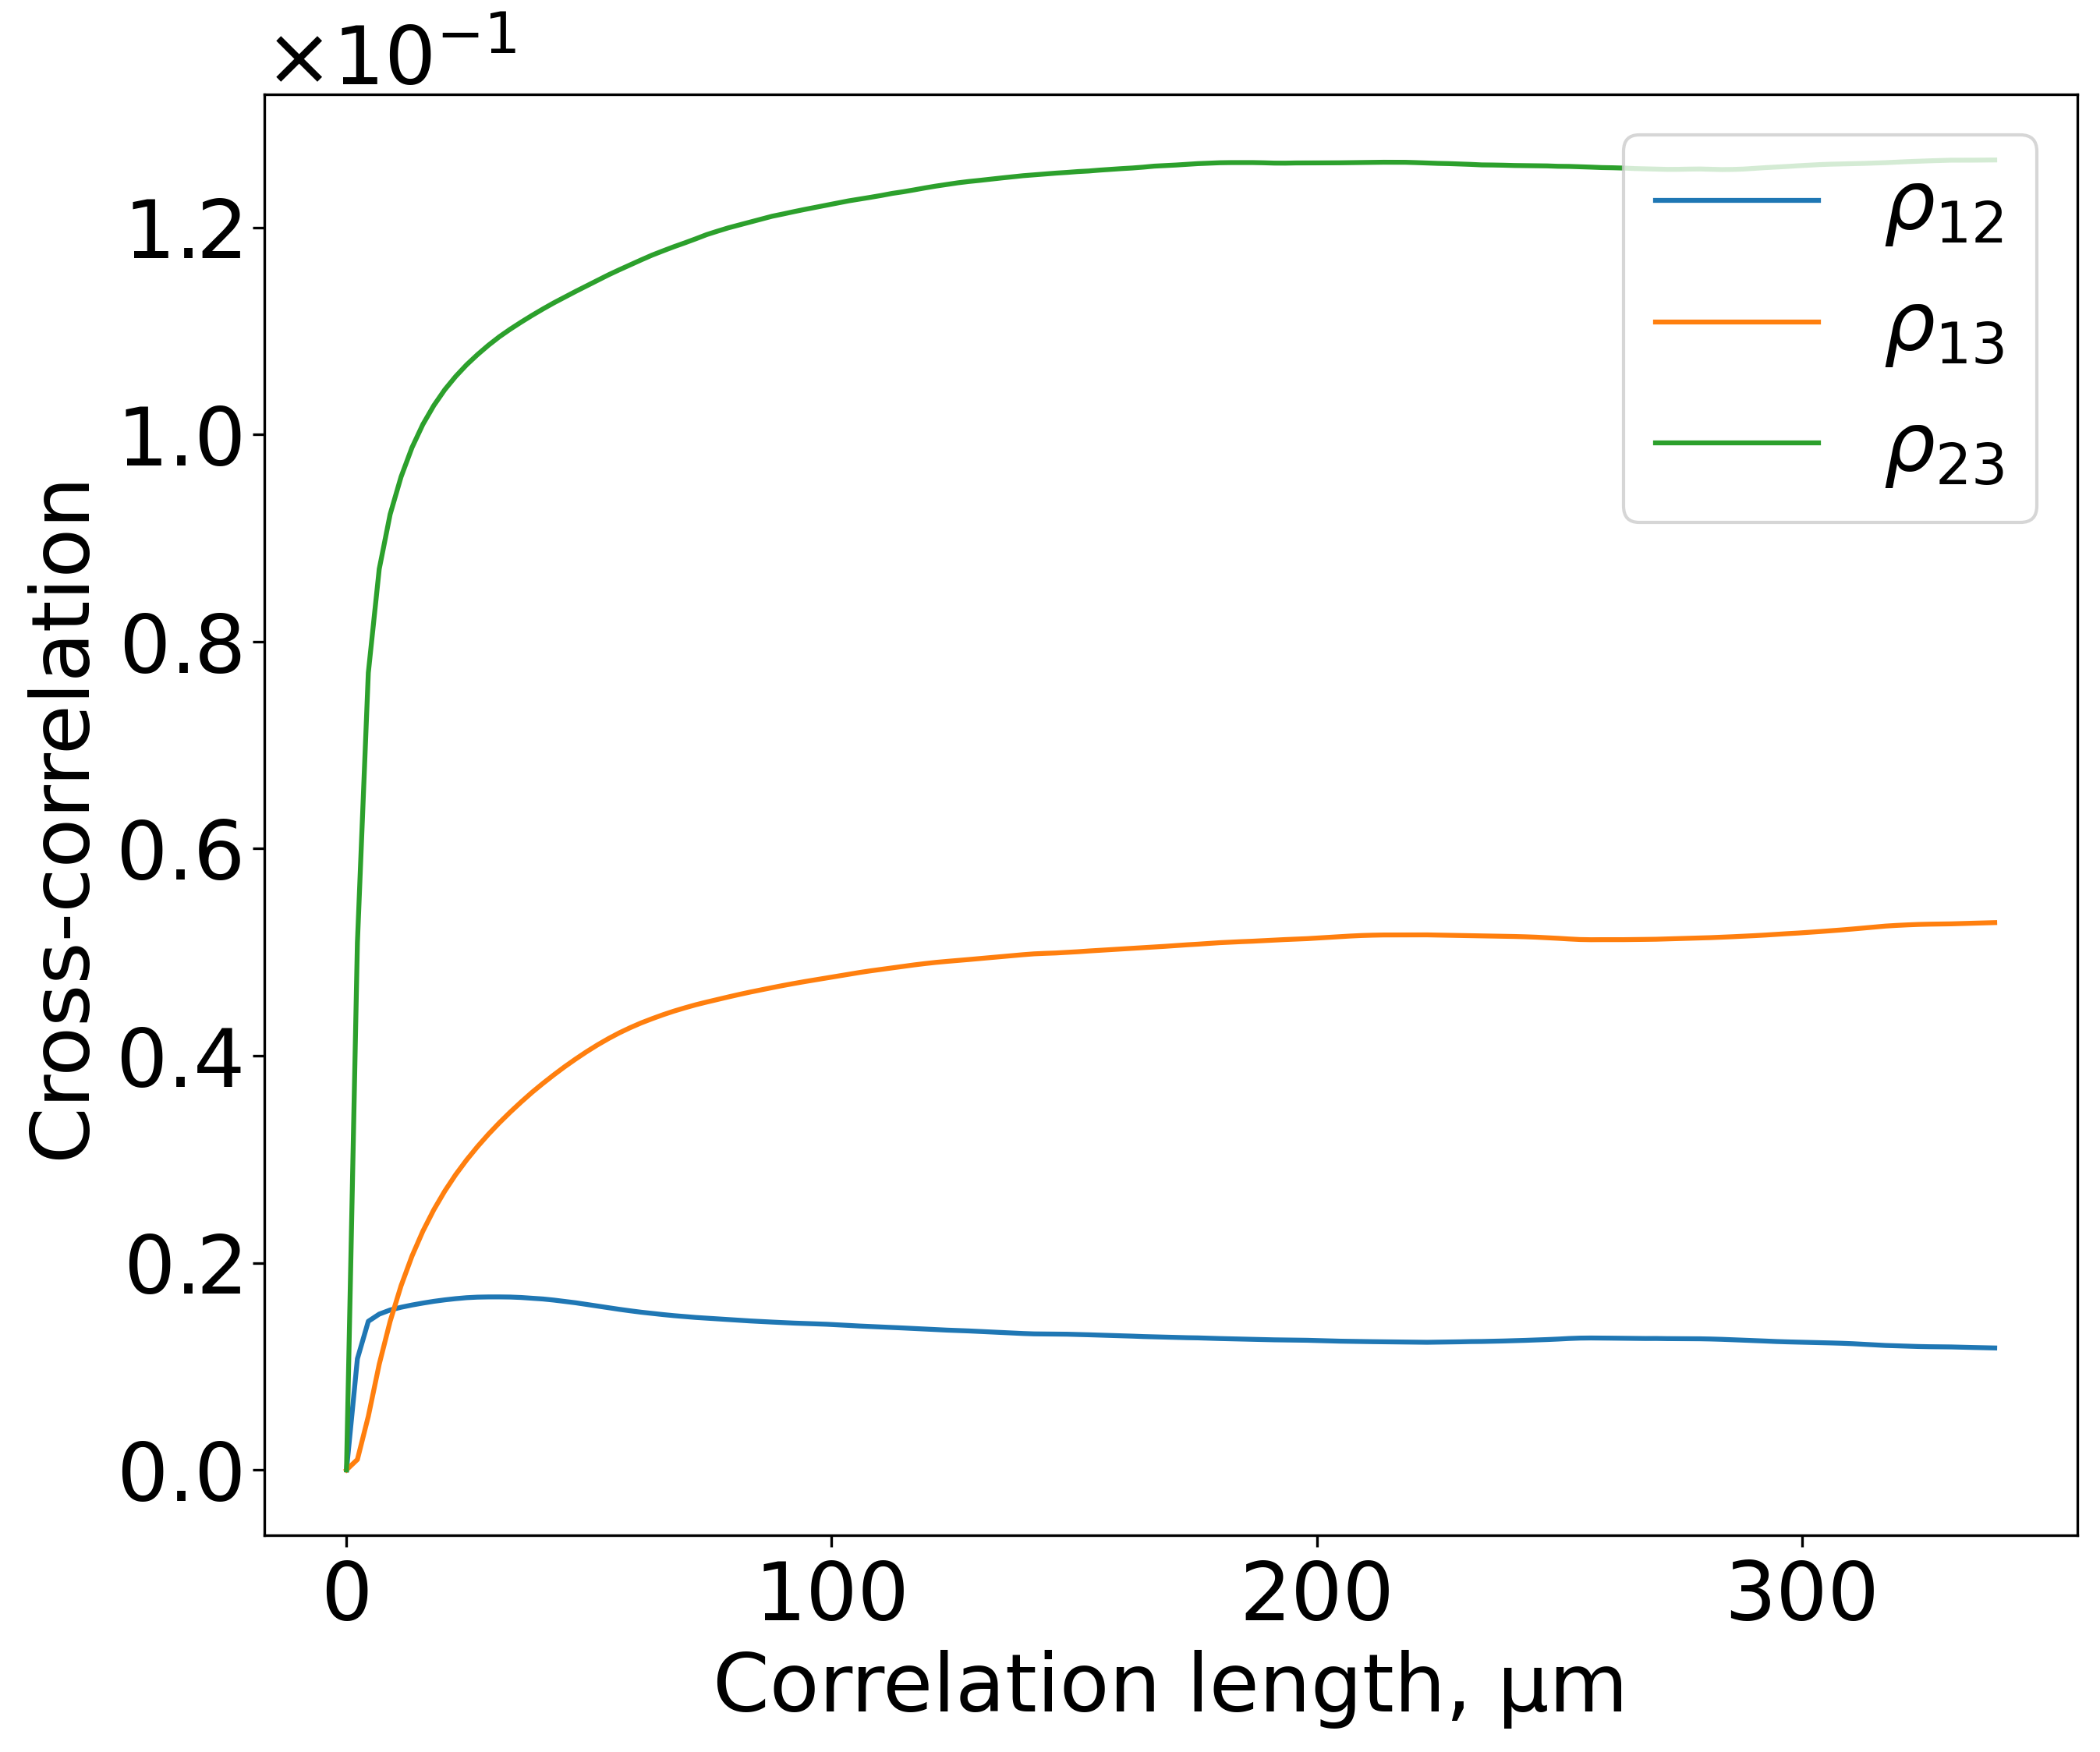 ×10⁻¹
1.2
1.0
0.8
0.6
0.4
0.2
0.0
Cross-correlation
0 100 200 300
Correlation length, µm
ρ₁₂
ρ₁₃
ρ₂₃